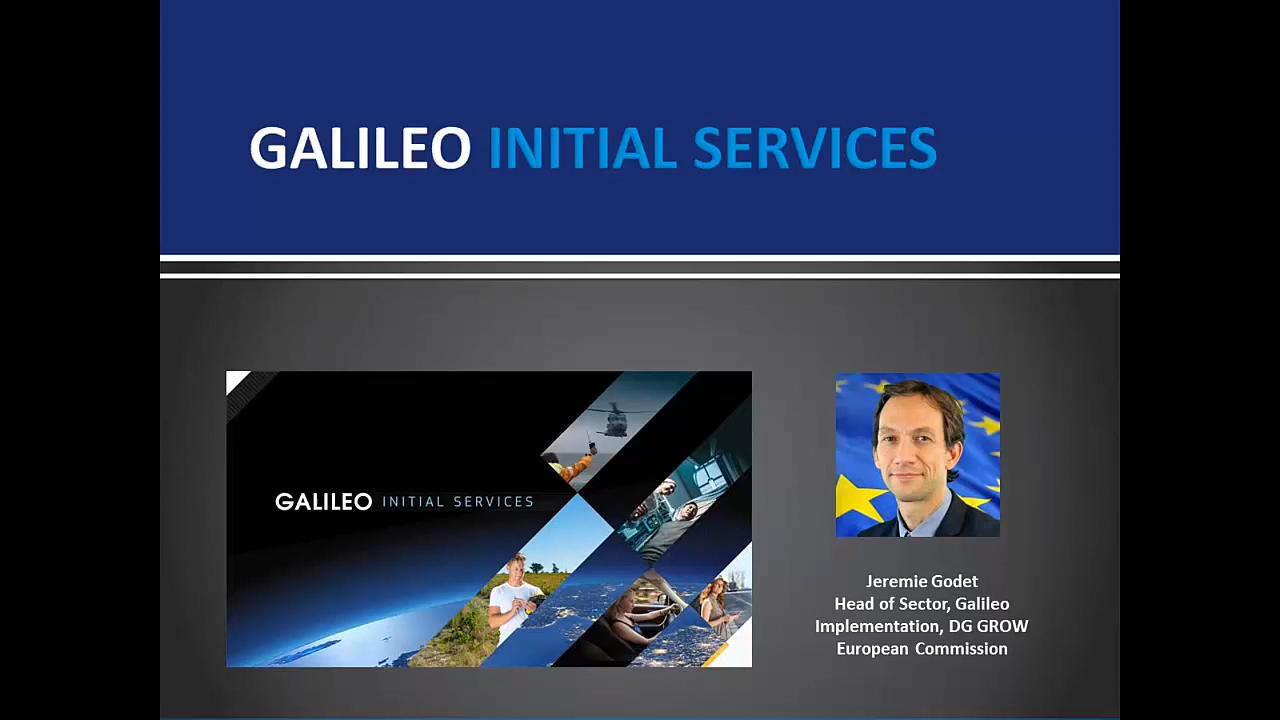 GALILEO INITIAL SERVICES
GALILEO INITIAL SERVICES
Jeremie Godet
Head of Sector, Galileo
Implementation, DG GROW
European Commission